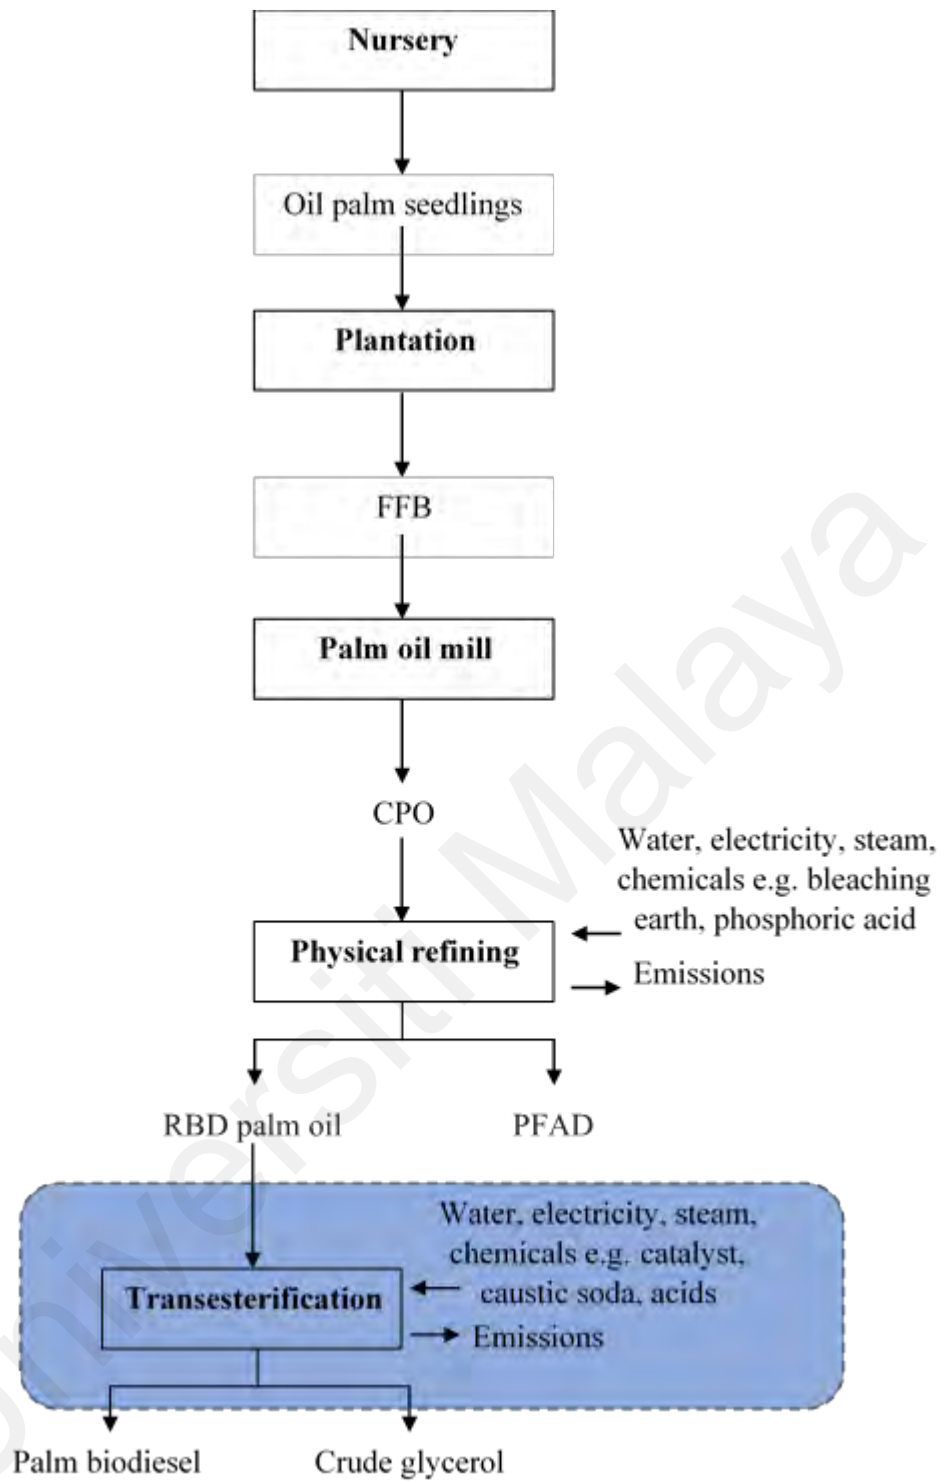 Nursery
Oil palm seedlings
Plantation
FFB
Palm oil mill
CPO
Water, electricity, steam,
chemicals e.g. bleaching
earth, phosphoric acid
Physical refining
Emissions
RBD palm oil
PFAD
Water, electricity, steam,
chemicals e.g. catalyst,
caustic soda, acids
Transesterification
Emissions
Palm biodiesel
Crude glycerol
Universiti Malaya